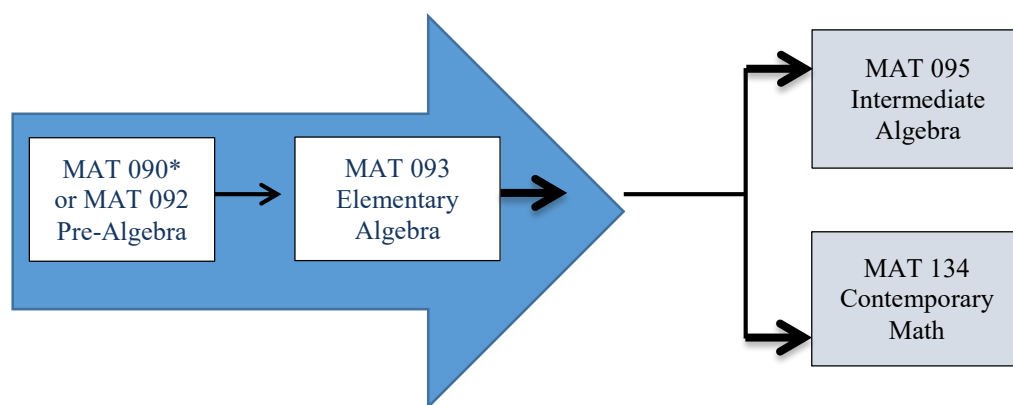 MAT 090*
or MAT 092
Pre-Algebra
MAT 093
Elementary
Algebra
MAT 095
Intermediate
Algebra
MAT 134
Contemporary
Math